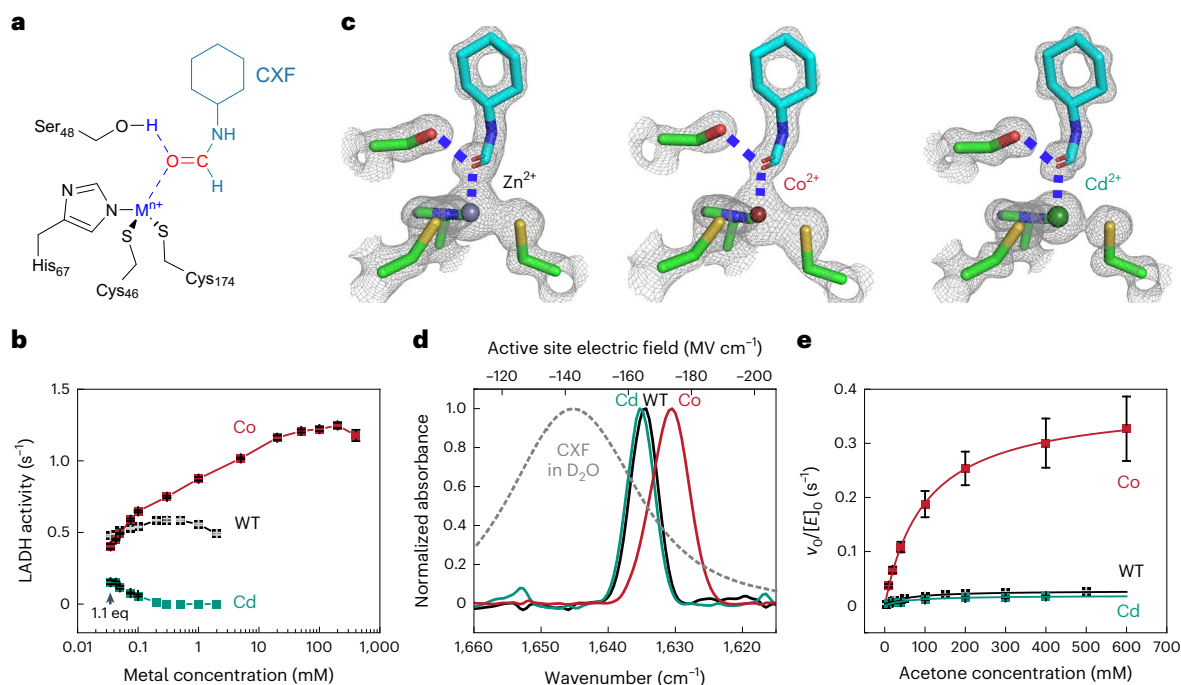 a
CXF
Ser48
O
H
NH
O
C
H
N
N
Mn+
S
S
His67
Cys46
Cys174
c
Zn2+
Co2+
Cd2+
b
LADH activity (s−1)
1.5
1.0
0.5
0
Co
WT
Cd
1.1 eq
0.01
0.1
1
10
100
1,000
Metal concentration (mM)
d
Active site electric field (MV cm−1)
−120
−140
−160
−180
−200
Normalized absorbance
1.0
0.8
0.6
0.4
0.2
0
Cd WT Co
CXF
in D2O
1,660
1,650
1,640
1,630
1,620
Wavenumber (cm−1)
e
v0/[E]0 (s−1)
0.4
0.3
0.2
0.1
0
Co
WT
Cd
0
100
200
300
400
500
600
700
Acetone concentration (mM)